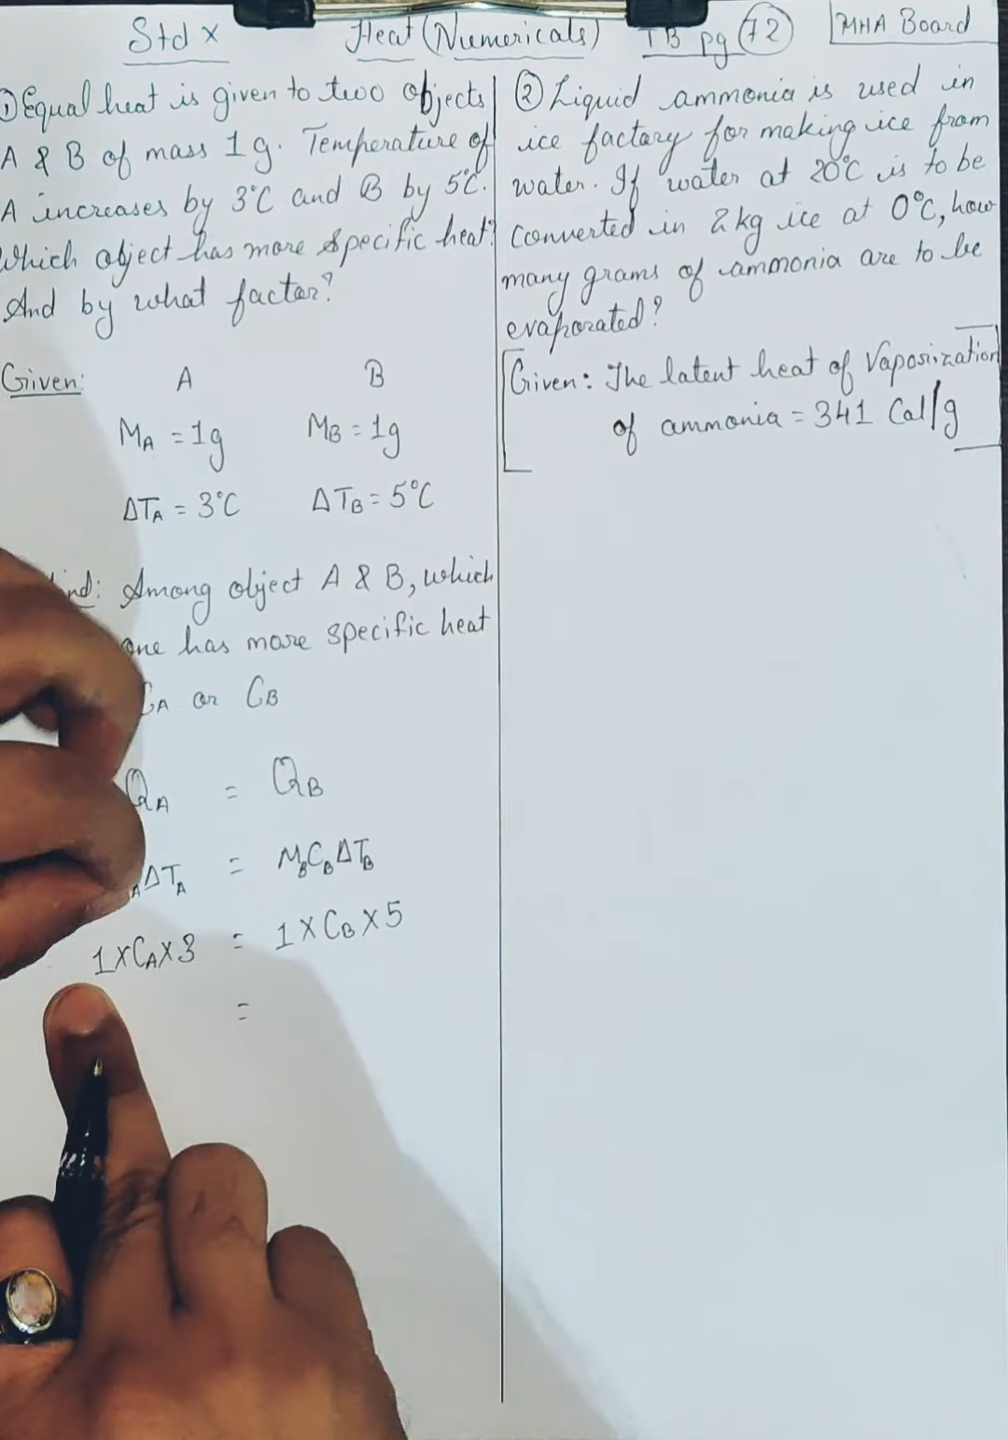 Std X
Heat (Numericals)
TB pg 72
MHA Board
① Equal heat is given to two objects
A & B of mass 1g. Temperature of
A increases by 3°C and B by 5°C.
Which object has more specific heat?
And by what factor?
Given: A B
MA = 1g MB = 1g
ΔTA = 3°C ΔTB = 5°C
ind: Among object A & B, which
one has more specific heat
CA or CB
QA = QB
AΔTA = MBCBΔTB
1×CA×3 = 1×CB×5
=
② Liquid ammonia is used in
ice factory for making ice from
water. If water at 20°C is to be
converted in 2kg ice at 0°C, how
many grams of ammonia are to be
evaporated?
[Given: The latent heat of Vaporization
of ammonia = 341 Cal/g]